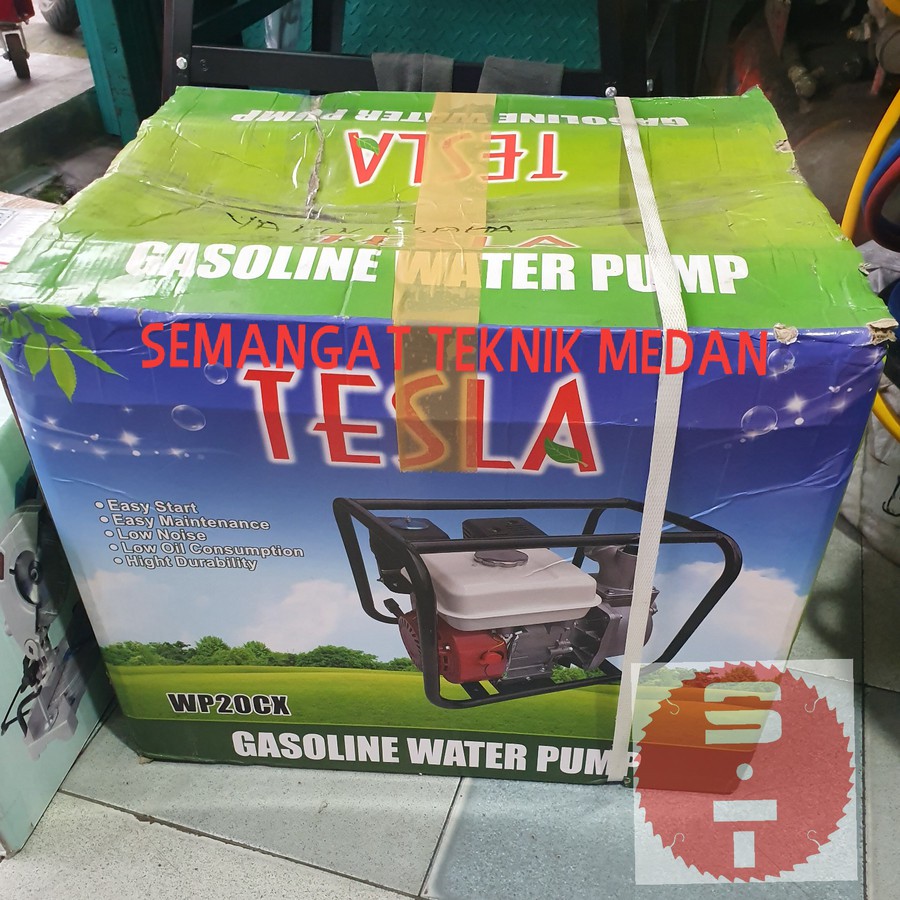 GASOLINE WATER PUMP
TESLA
TESLA
GASOLINE WATER PUMP
SEMANGAT TEKNIK MEDAN
TESLA
• Easy Start
• Easy Maintenance
• Low Noise
• Low Oil Consumption
• Hight Durability
WP20CX
GASOLINE WATER PUMP
S
T